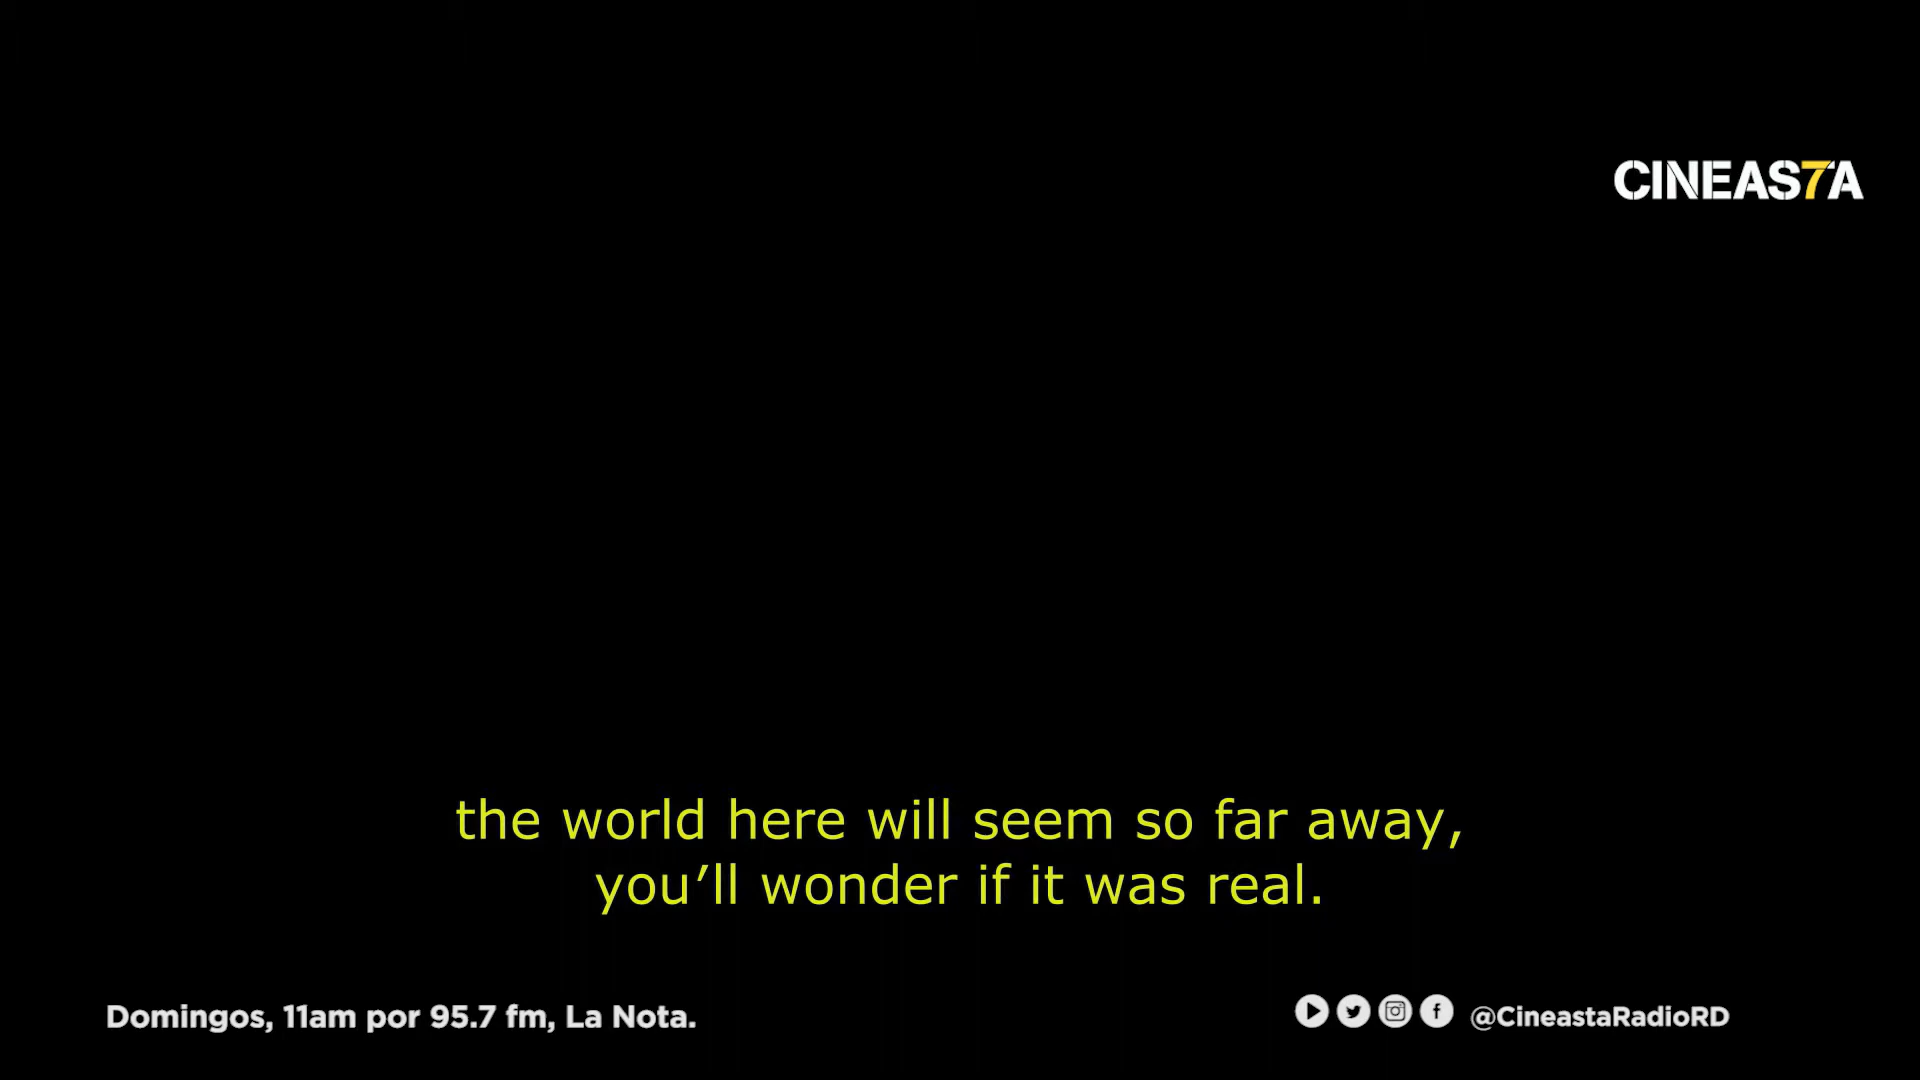 CINEAS7A
the world here will seem so far away,
you’ll wonder if it was real.
Domingos, 11am por 95.7 fm, La Nota.
@CineastaRadioRD